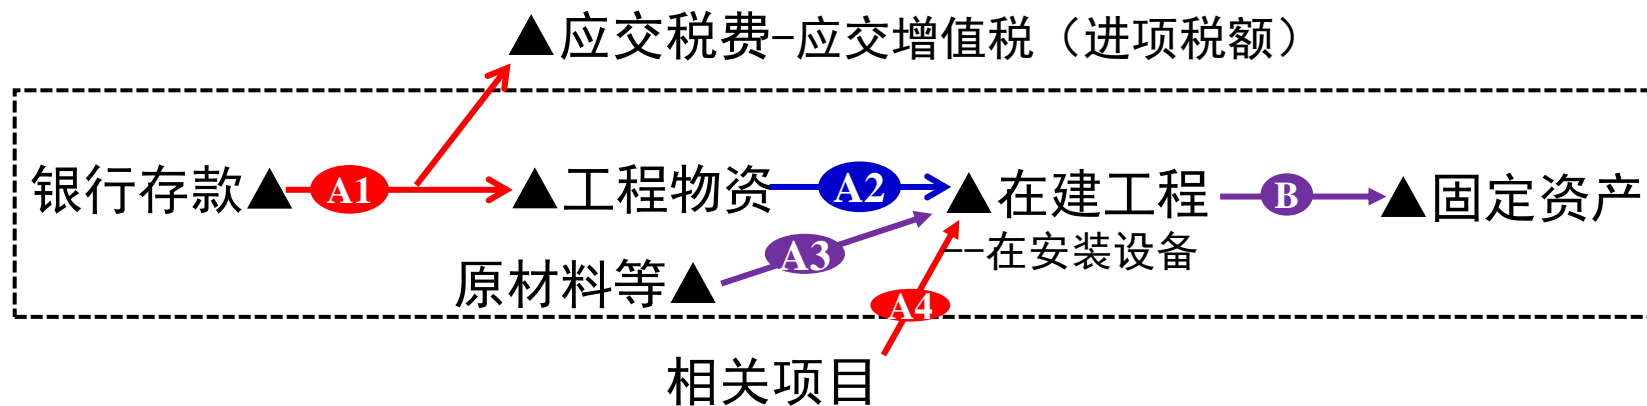 ▲应交税费-应交增值税（进项税额）
银行存款▲ A1 ▲工程物资 A2 ▲在建工程 B ▲固定资产
--在安装设备
原材料等▲ A3
A4
相关项目